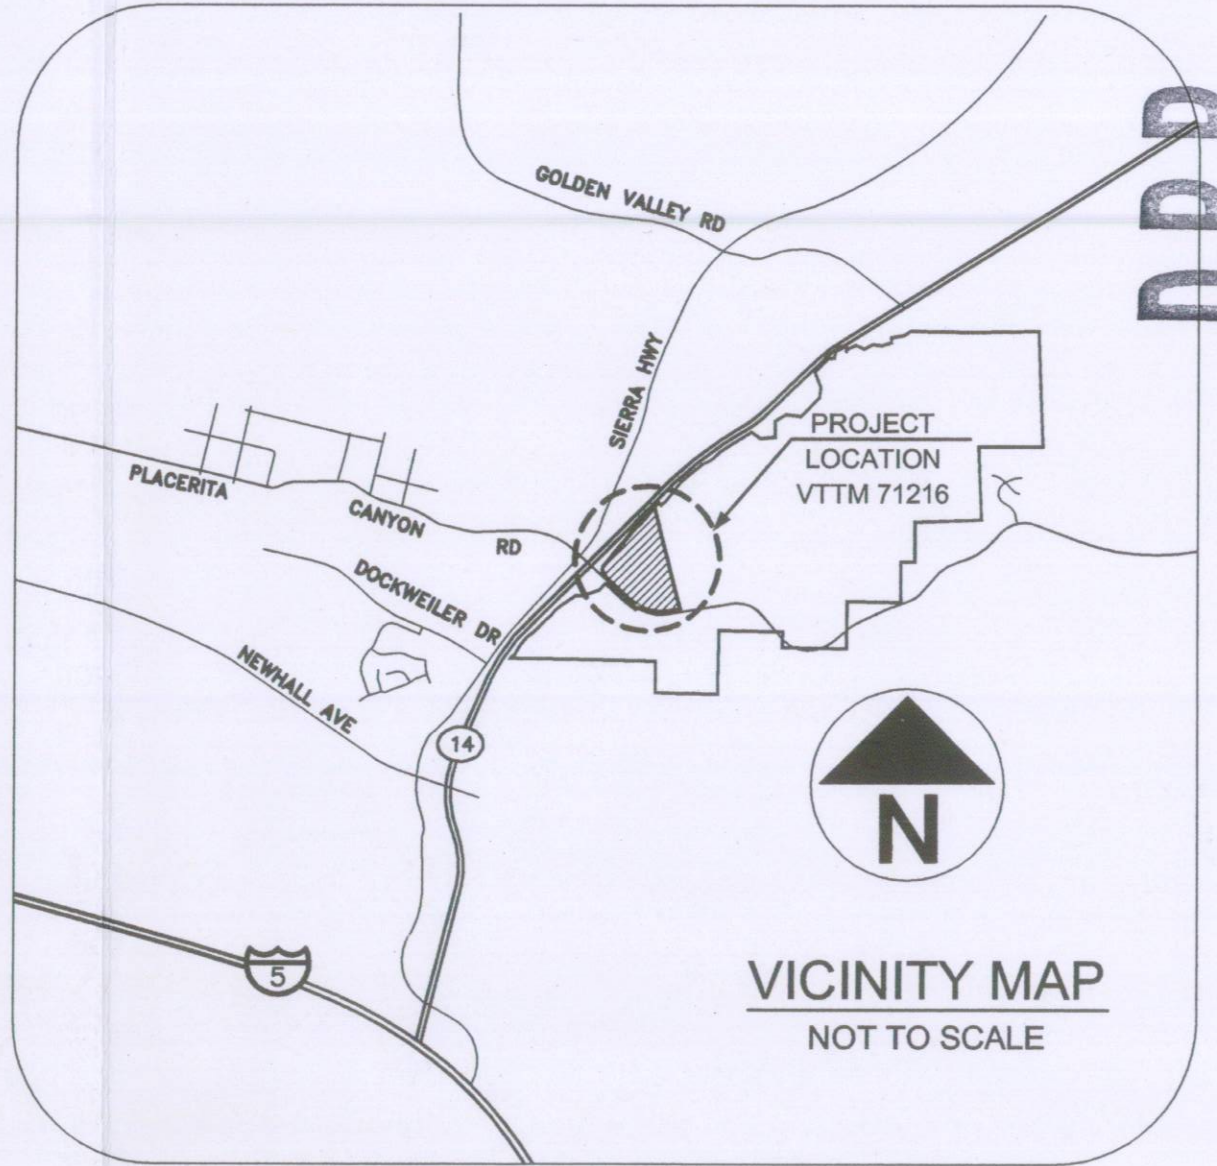 GOLDEN VALLEY RD
SIERRA HWY
PROJECT
LOCATION
VTTM 71216
PLACERITA
CANYON
RD
DOCKWEILER DR
NEWHALL AVE
14
N
5
VICINITY MAP
NOT TO SCALE